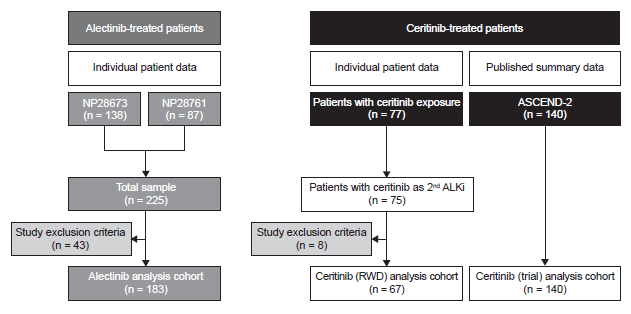 Alectinib-treated patients
Ceritinib-treated patients
Individual patient data
Individual patient data
Published summary data
NP28673
(n = 138)
NP28761
(n = 87)
Patients with ceritinib exposure
(n = 77)
ASCEND-2
(n = 140)
Total sample
(n = 225)
Patients with ceritinib as 2nd ALKi
(n = 75)
Study exclusion criteria
(n = 43)
Study exclusion criteria
(n = 8)
Alectinib analysis cohort
(n = 183)
Ceritinib (RWD) analysis cohort
(n = 67)
Ceritinib (trial) analysis cohort
(n = 140)